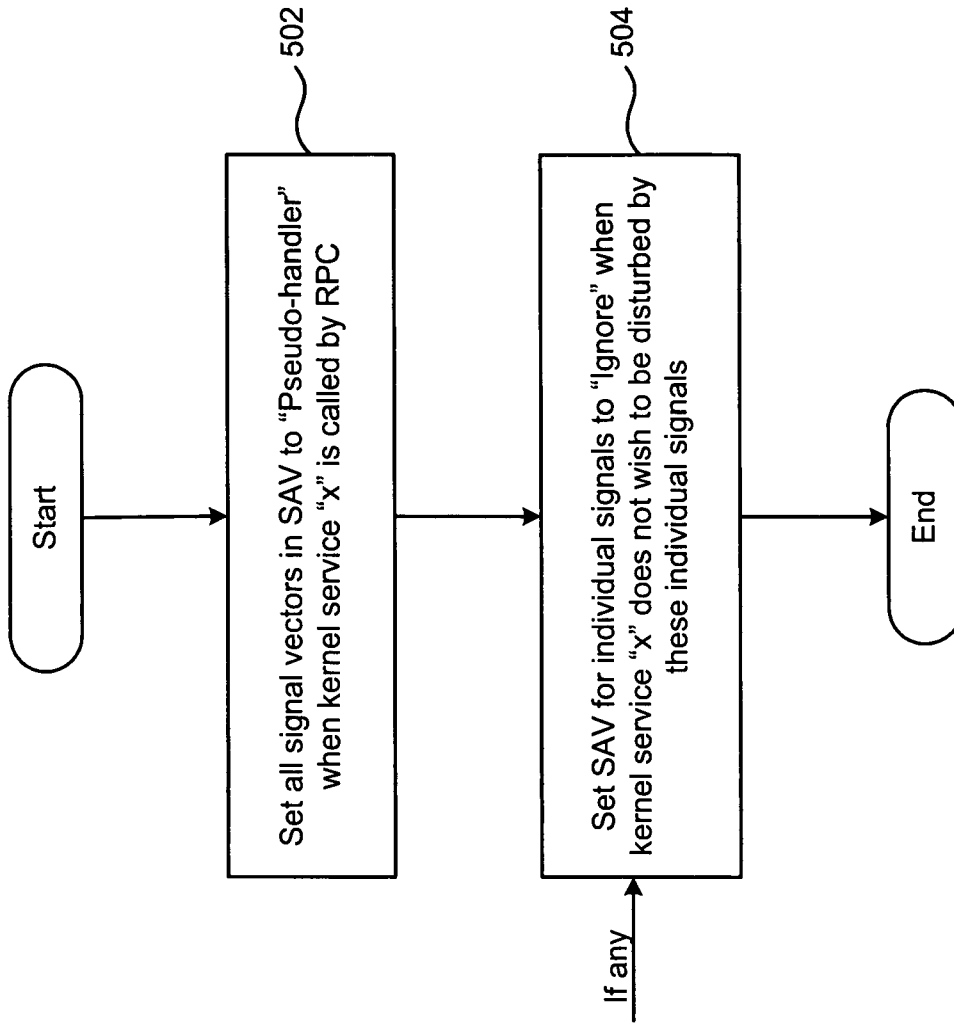 Start
Set all signal vectors in SAV to “Pseudo-handler”
when kernel service “x” is called by RPC
502
If any
Set SAV for individual signals to “Ignore” when
kernel service “x” does not wish to be disturbed by
these individual signals
504
End